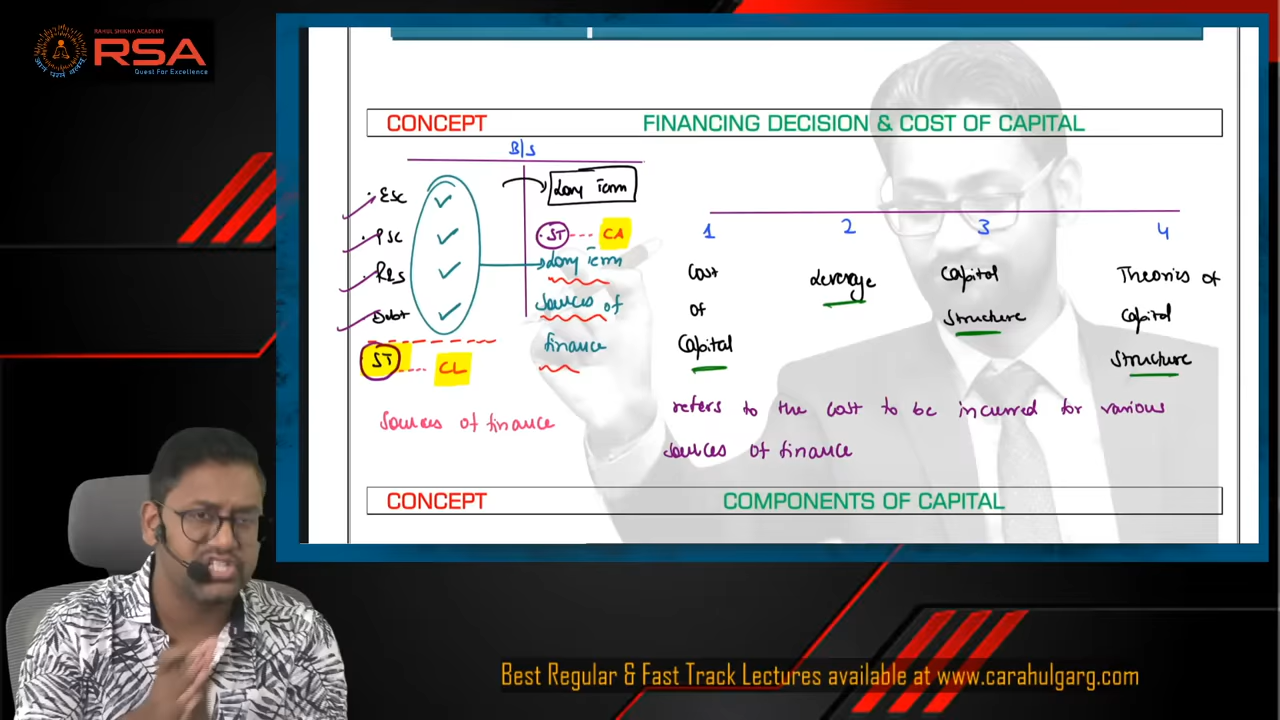 RAHUL SHIKHA ACADEMY
RSA
Quest For Excellence
CONCEPT FINANCING DECISION & COST OF CAPITAL
B/S
ESC
PSC
R&S
Debt
ST CL
Sources of finance
Long Term
ST CA
Long Term
Sources of
finance
1 2 3 4
Cost
of
Capital
Leverage
Capital
Structure
Theories of
Capital
Structure
refers to the cost to be incurred for various
sources of finance
CONCEPT COMPONENTS OF CAPITAL
Best Regular & Fast Track Lectures available at www.carahulgarg.com